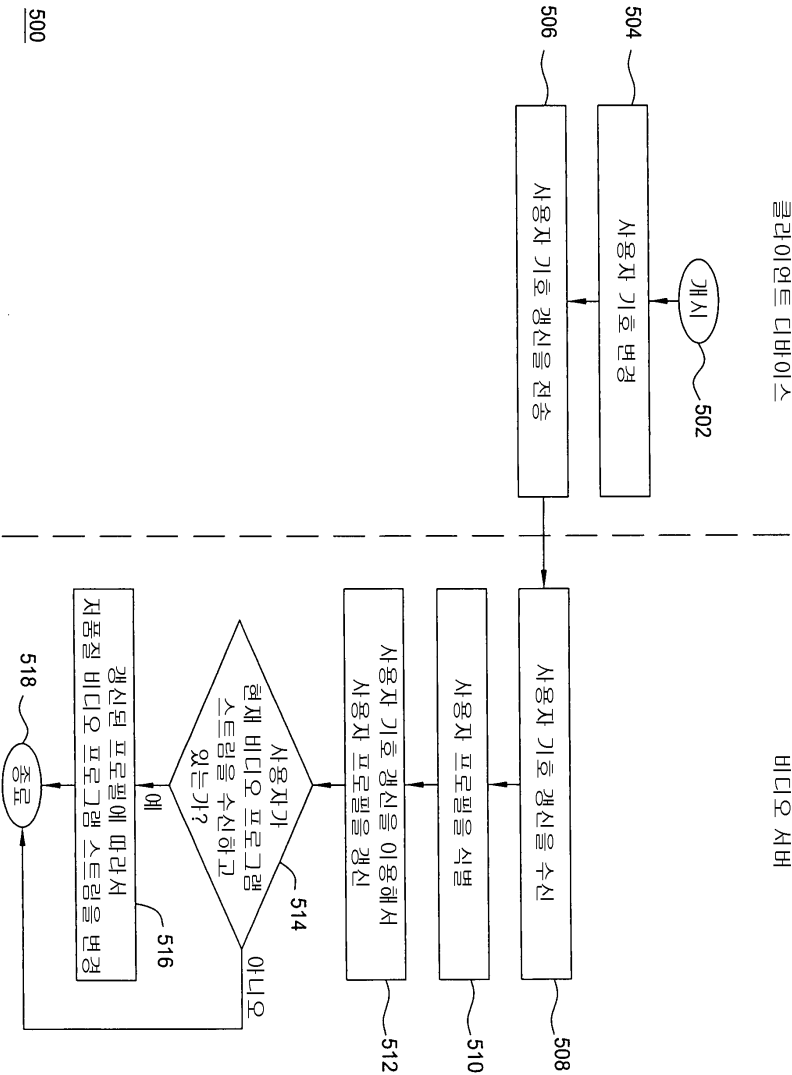 클라이언트 디바이스
개시
502
504
사용자 기호 변경
506
사용자 기호 갱신을 전송
비디오 서버
사용자 기호 갱신을 수신
508
사용자 프로필을 식별
510
사용자 기호 갱신을 이용해서
사용자 프로필을 갱신
512
사용자가
현재 비디오 프로그램
스트림을 수신하고
있는가?
514
아니오
예
갱신된 프로필에 따라서
저품질 비디오 프로그램 스트림을 변경
516
518
종료
500